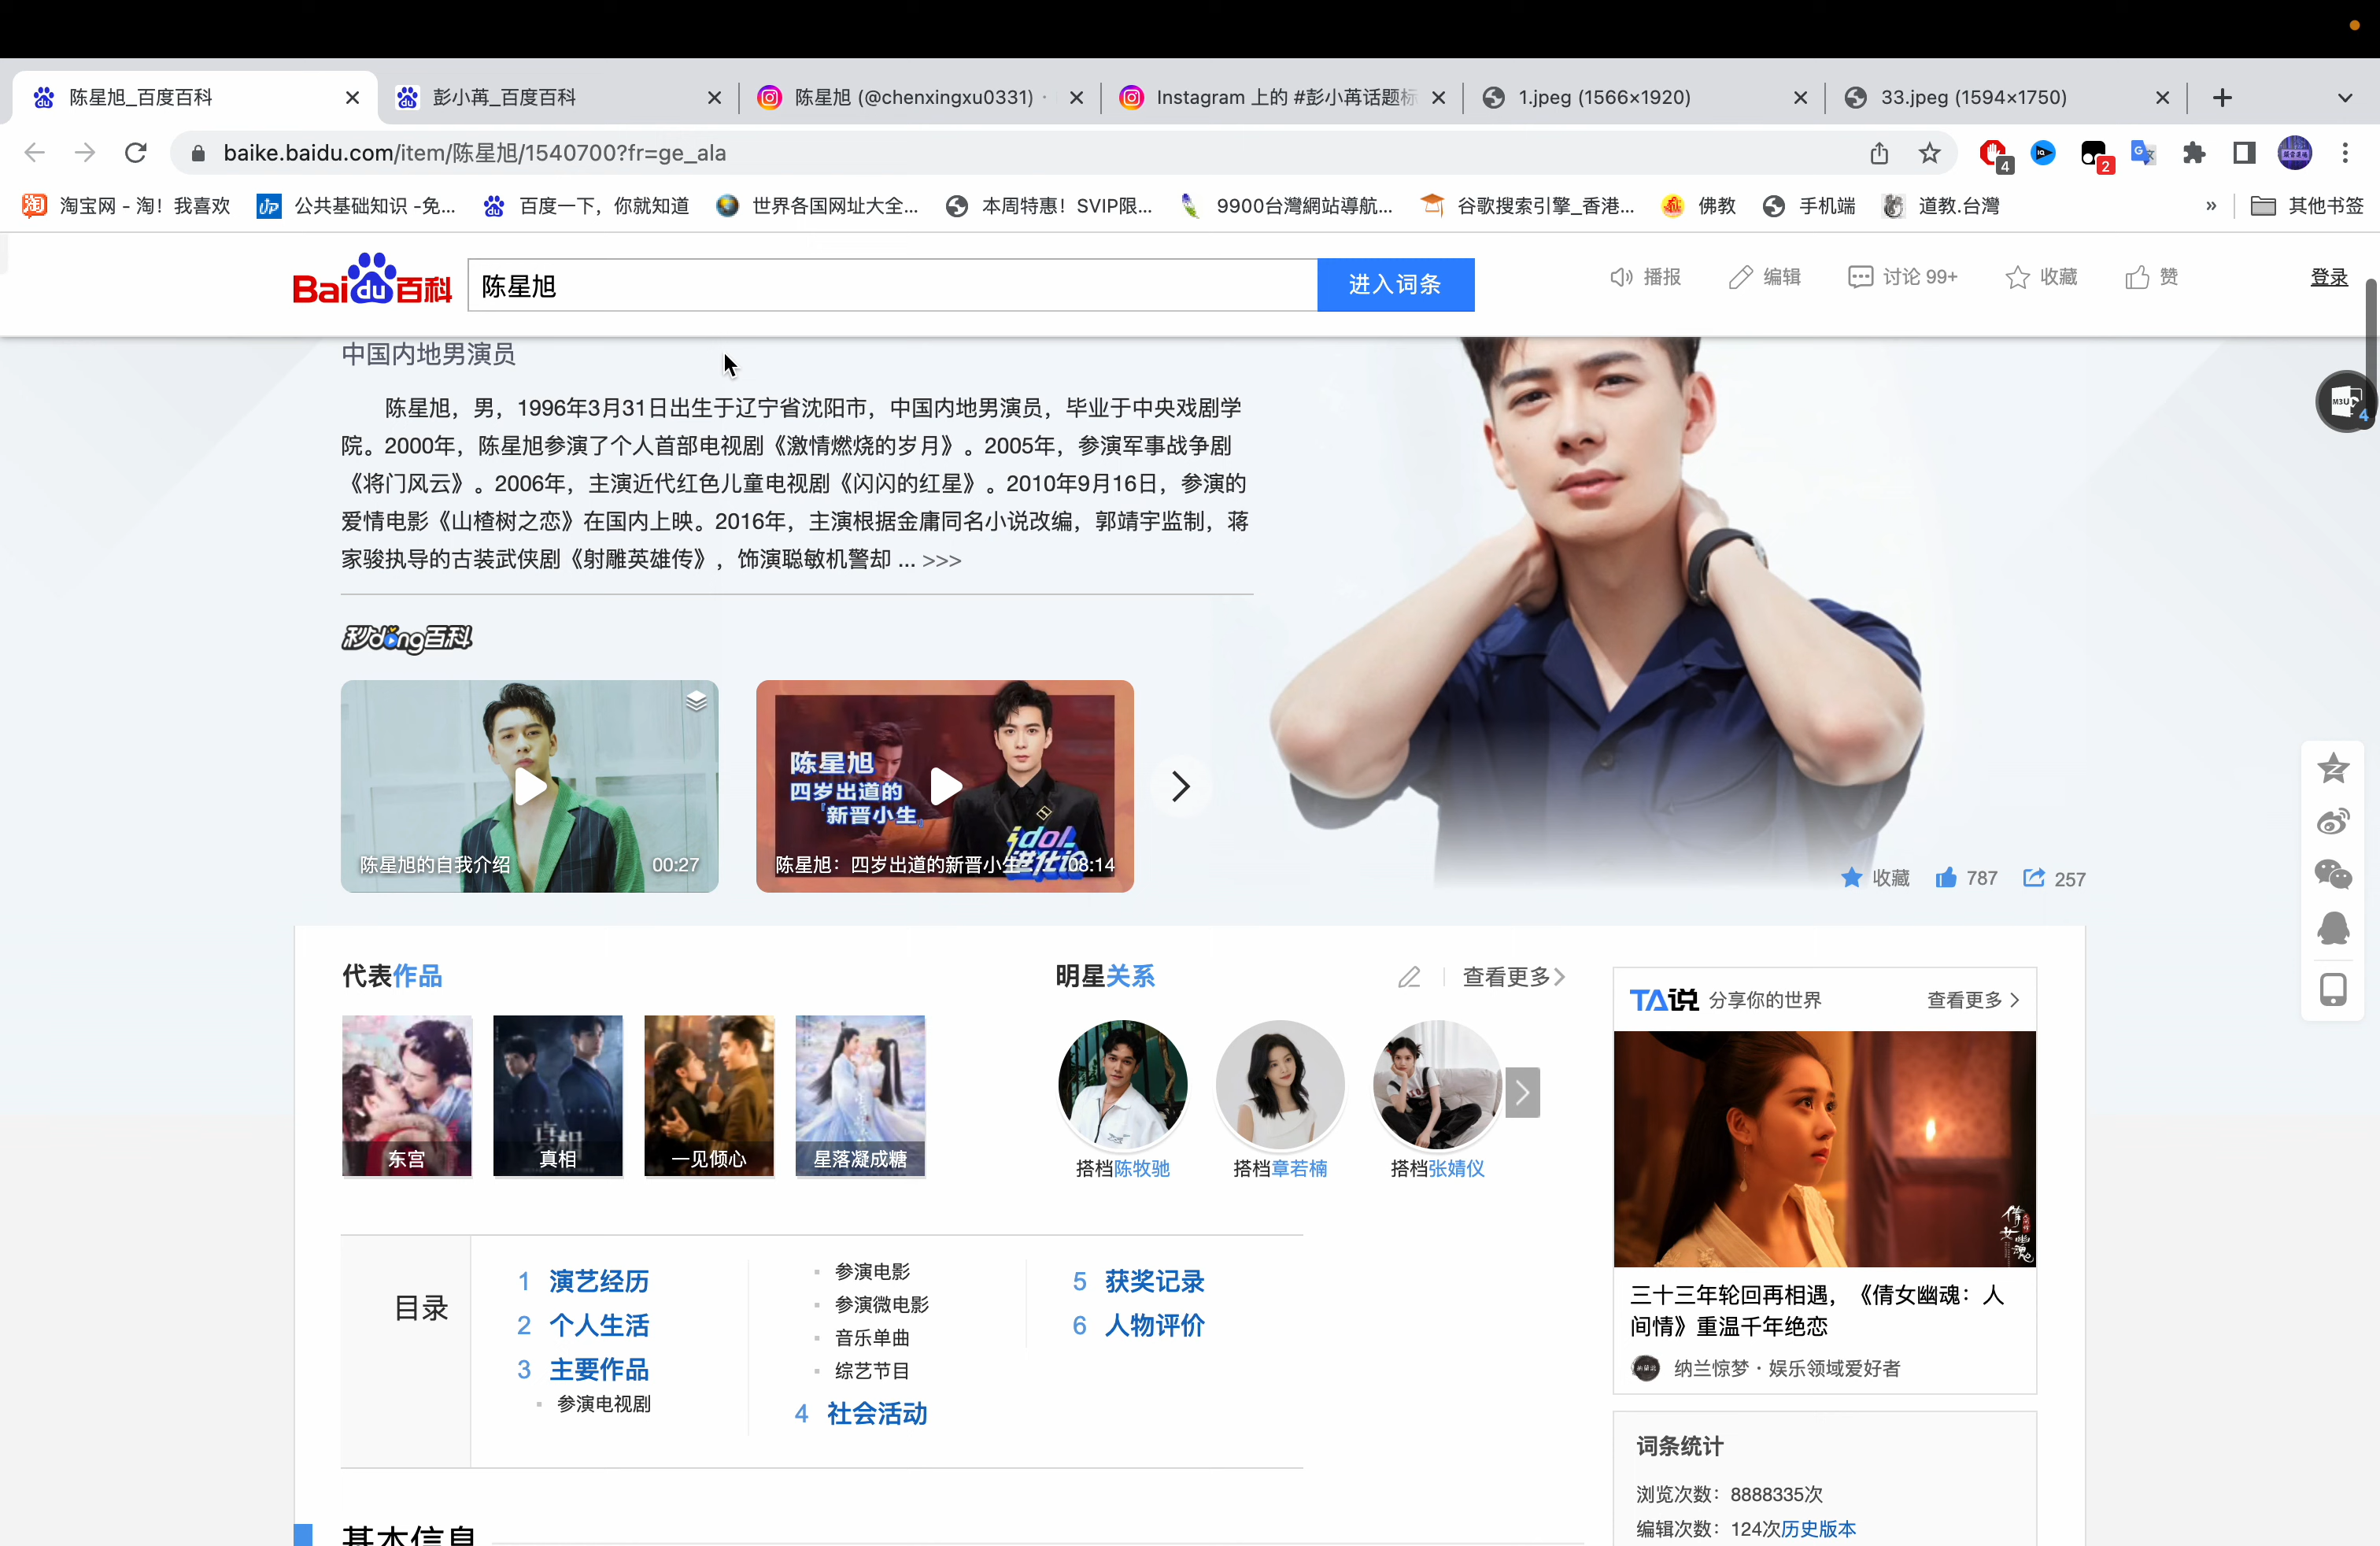 陈星旭_百度百科
彭小苒_百度百科
陈星旭 (@chenxingxu0331) ·
Instagram 上的 #彭小苒话题标
1.jpeg (1566×1920)
33.jpeg (1594×1750)
baike.baidu.com/item/陈星旭/1540700?fr=ge_ala
4
2
淘宝网 - 淘！我喜欢
公共基础知识 -免...
百度一下，你就知道
世界各国网址大全...
本周特惠！SVIP限...
9900台灣網站導航...
谷歌搜索引擎_香港...
佛教
手机端
道教.台灣
»
其他书签
Bai du 百科
陈星旭
进入词条
播报
编辑
讨论 99+
收藏
赞
登录
中国内地男演员
陈星旭，男，1996年3月31日出生于辽宁省沈阳市，中国内地男演员，毕业于中央戏剧学
院。2000年，陈星旭参演了个人首部电视剧《激情燃烧的岁月》。2005年，参演军事战争剧
《将门风云》。2006年，主演近代红色儿童电视剧《闪闪的红星》。2010年9月16日，参演的
爱情电影《山楂树之恋》在国内上映。2016年，主演根据金庸同名小说改编，郭靖宇监制，蒋
家骏执导的古装武侠剧《射雕英雄传》，饰演聪敏机警却 ... >>>
M3U
4
秒dong百科
陈星旭的自我介绍
00:27
陈星旭
四岁出道的
『新晋小生』
idol
进化论
陈星旭：四岁出道的新晋小生
08:14
收藏
787
257
代表作品
东宫
真相
一见倾心
星落凝成糖
明星关系
查看更多
搭档陈牧驰
搭档章若楠
搭档张婧仪
TA说 分享你的世界
查看更多
倩女幽魂
三十三年轮回再相遇，《倩女幽魂：人
间情》重温千年绝恋
纳兰惊梦 · 娱乐领域爱好者
目录
1 演艺经历
2 个人生活
3 主要作品
▪ 参演电视剧
▪ 参演电影
▪ 参演微电影
▪ 音乐单曲
▪ 综艺节目
4 社会活动
5 获奖记录
6 人物评价
词条统计
浏览次数：8888335次
编辑次数：124次历史版本
基本信息